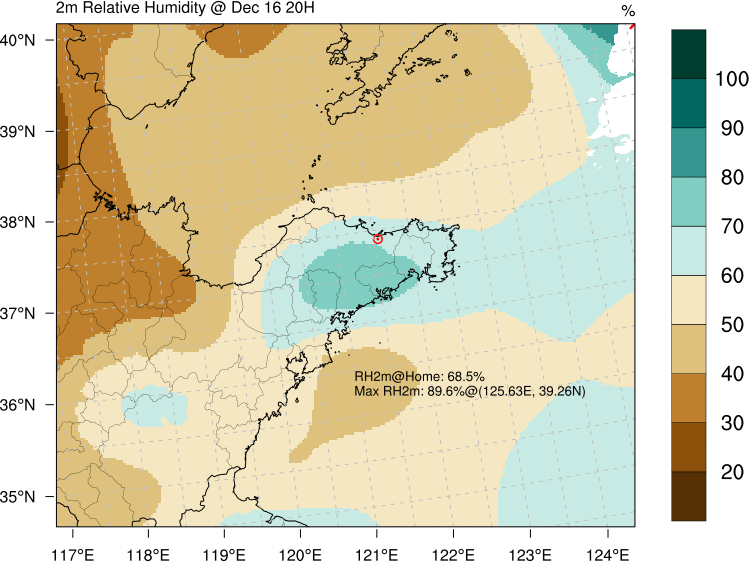 2m Relative Humidity @ Dec 16 20H
%
40°N
39°N
38°N
37°N
36°N
35°N
RH2m@Home: 68.5%
Max RH2m: 89.6%@(125.63E, 39.26N)
117°E 118°E 119°E 120°E 121°E 122°E 123°E 124°E
100
90
80
70
60
50
40
30
20